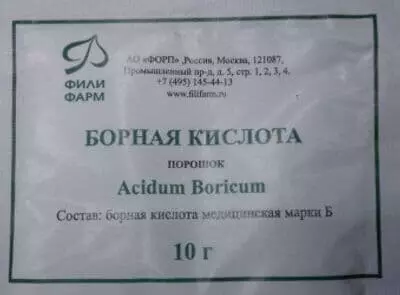 ФИЛИ
ФАРМ
АО «ФОРП» ,Россия, Москва, 121087,
Промышленный пр-д, д. 5, стр. 1, 2, 3, 4.
+7 (495) 145-44-13
www.filifarm.ru
БОРНАЯ КИСЛОТА
ПОРОШОК
Acidum Boricum
Состав: борная кислота медицинская марки Б
10 г